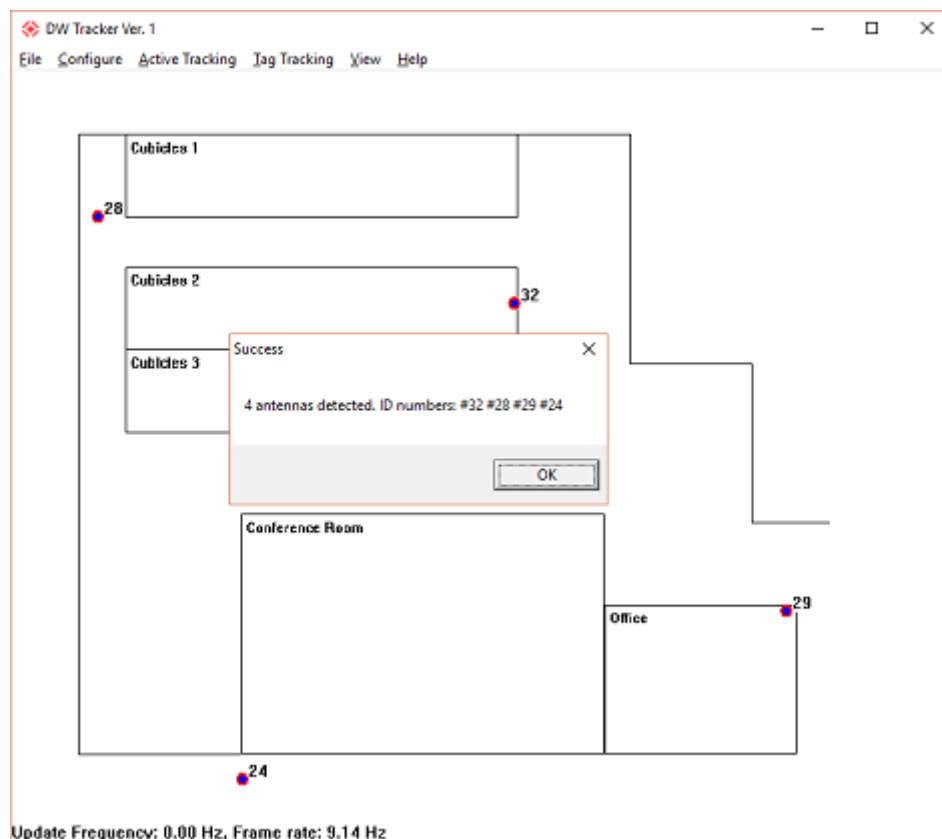 DW Tracker Ver. 1
File Configure Active Tracking Tag Tracking View Help
Cubicles 1
28
Cubicles 2
32
Success
Cubicles 3
4 antennas detected. ID numbers: #32 #28 #29 #24
OK
Conference Room
29
Office
24
Update Frequency: 0.00 Hz, Frame rate: 9.14 Hz